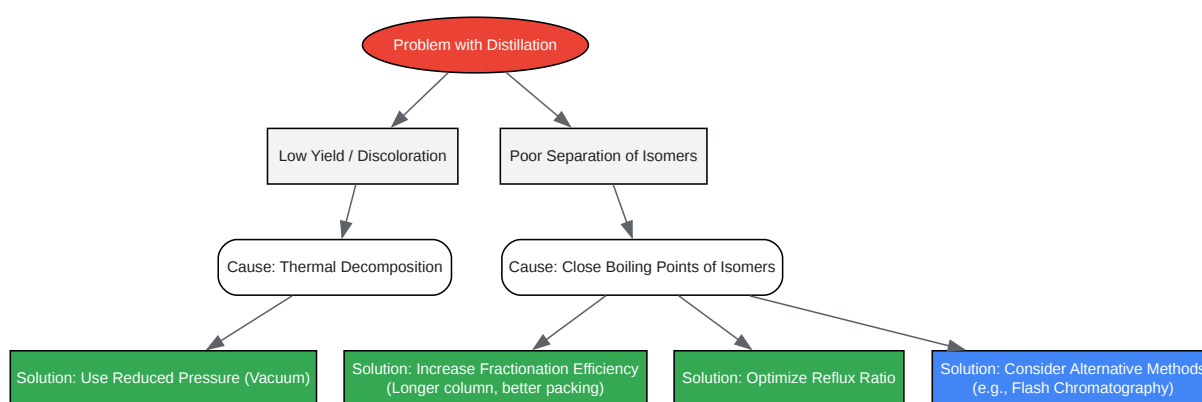 Problem with Distillation
Low Yield / Discoloration
Poor Separation of Isomers
Cause: Thermal Decomposition
Cause: Close Boiling Points of Isomers
Solution: Use Reduced Pressure (Vacuum)
Solution: Increase Fractionation Efficiency
(Longer column, better packing)
Solution: Optimize Reflux Ratio
Solution: Consider Alternative Methods
(e.g., Flash Chromatography)